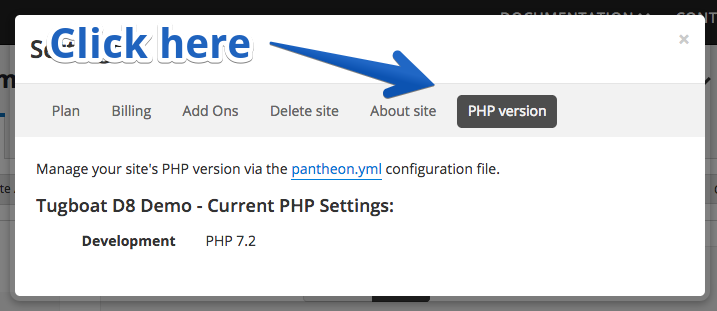 DOCUMENTATION
Click here
×
Plan Billing Add Ons Delete site About site PHP version
Manage your site's PHP version via the pantheon.yml configuration file.
Tugboat D8 Demo - Current PHP Settings:
Development PHP 7.2